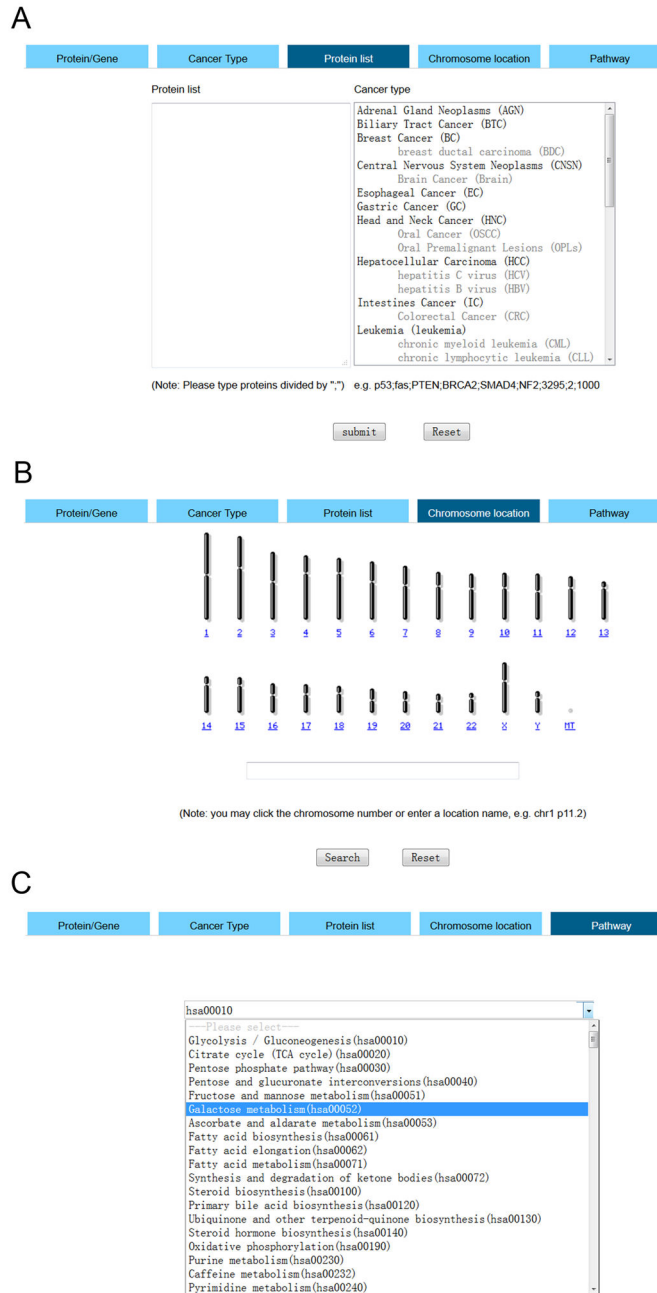 A
Protein/Gene Cancer Type Protein list Chromosome location Pathway
Protein list Cancer type
Adrenal Gland Neoplasms (AGN)
Biliary Tract Cancer (BTC)
Breast Cancer (BC)
breast ductal carcinoma (BDC)
Central Nervous System Neoplasms (CNSN)
Brain Cancer (Brain)
Esophageal Cancer (EC)
Gastric Cancer (GC)
Head and Neck Cancer (HNC)
Oral Cancer (OSCC)
Oral Premalignant Lesions (OPLs)
Hepatocellular Carcinoma (HCC)
hepatitis C virus (HCV)
hepatitis B virus (HBV)
Intestines Cancer (IC)
Colorectal Cancer (CRC)
Leukemia (leukemia)
chronic myeloid leukemia (CML)
chronic lymphocytic leukemia (CLL)
(Note: Please type proteins divided by ";") e.g. p53;fas;PTEN;BRCA2;SMAD4;NF2;3295;2;1000
submit Reset
B
Protein/Gene Cancer Type Protein list Chromosome location Pathway
1 2 3 4 5 6 7 8 9 10 11 12 13
14 15 16 17 18 19 20 21 22 X Y MT
(Note: you may click the chromosome number or enter a location name, e.g. chr1 p11.2)
Search Reset
C
Protein/Gene Cancer Type Protein list Chromosome location Pathway
hsa00010
---Please select---
Glycolysis / Gluconeogenesis(hsa00010)
Citrate cycle (TCA cycle)(hsa00020)
Pentose phosphate pathway(hsa00030)
Pentose and glucuronate interconversions(hsa00040)
Fructose and mannose metabolism(hsa00051)
Galactose metabolism(hsa00052)
Ascorbate and aldarate metabolism(hsa00053)
Fatty acid biosynthesis(hsa00061)
Fatty acid elongation(hsa00062)
Fatty acid metabolism(hsa00071)
Synthesis and degradation of ketone bodies(hsa00072)
Steroid biosynthesis(hsa00100)
Primary bile acid biosynthesis(hsa00120)
Ubiquinone and other terpenoid-quinone biosynthesis(hsa00130)
Steroid hormone biosynthesis(hsa00140)
Oxidative phosphorylation(hsa00190)
Purine metabolism(hsa00230)
Caffeine metabolism(hsa00232)
Pyrimidine metabolism(hsa00240)